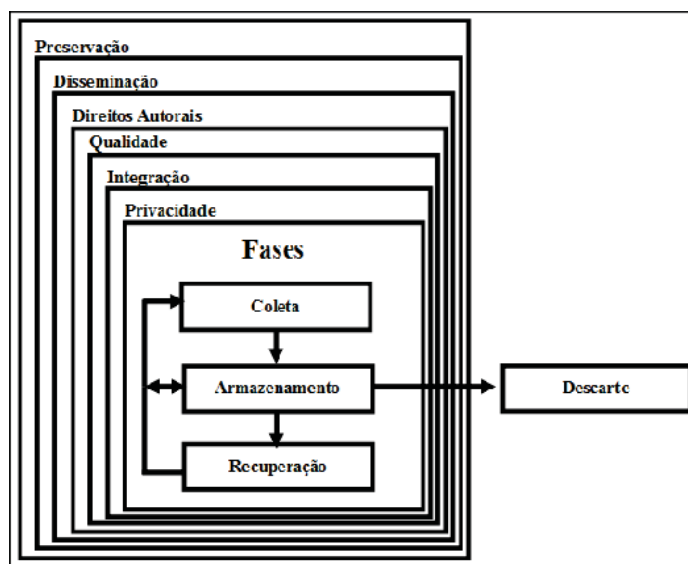 Preservação
Disseminação
Direitos Autorais
Qualidade
Integração
Privacidade
Fases
Coleta
Armazenamento
Descarte
Recuperação